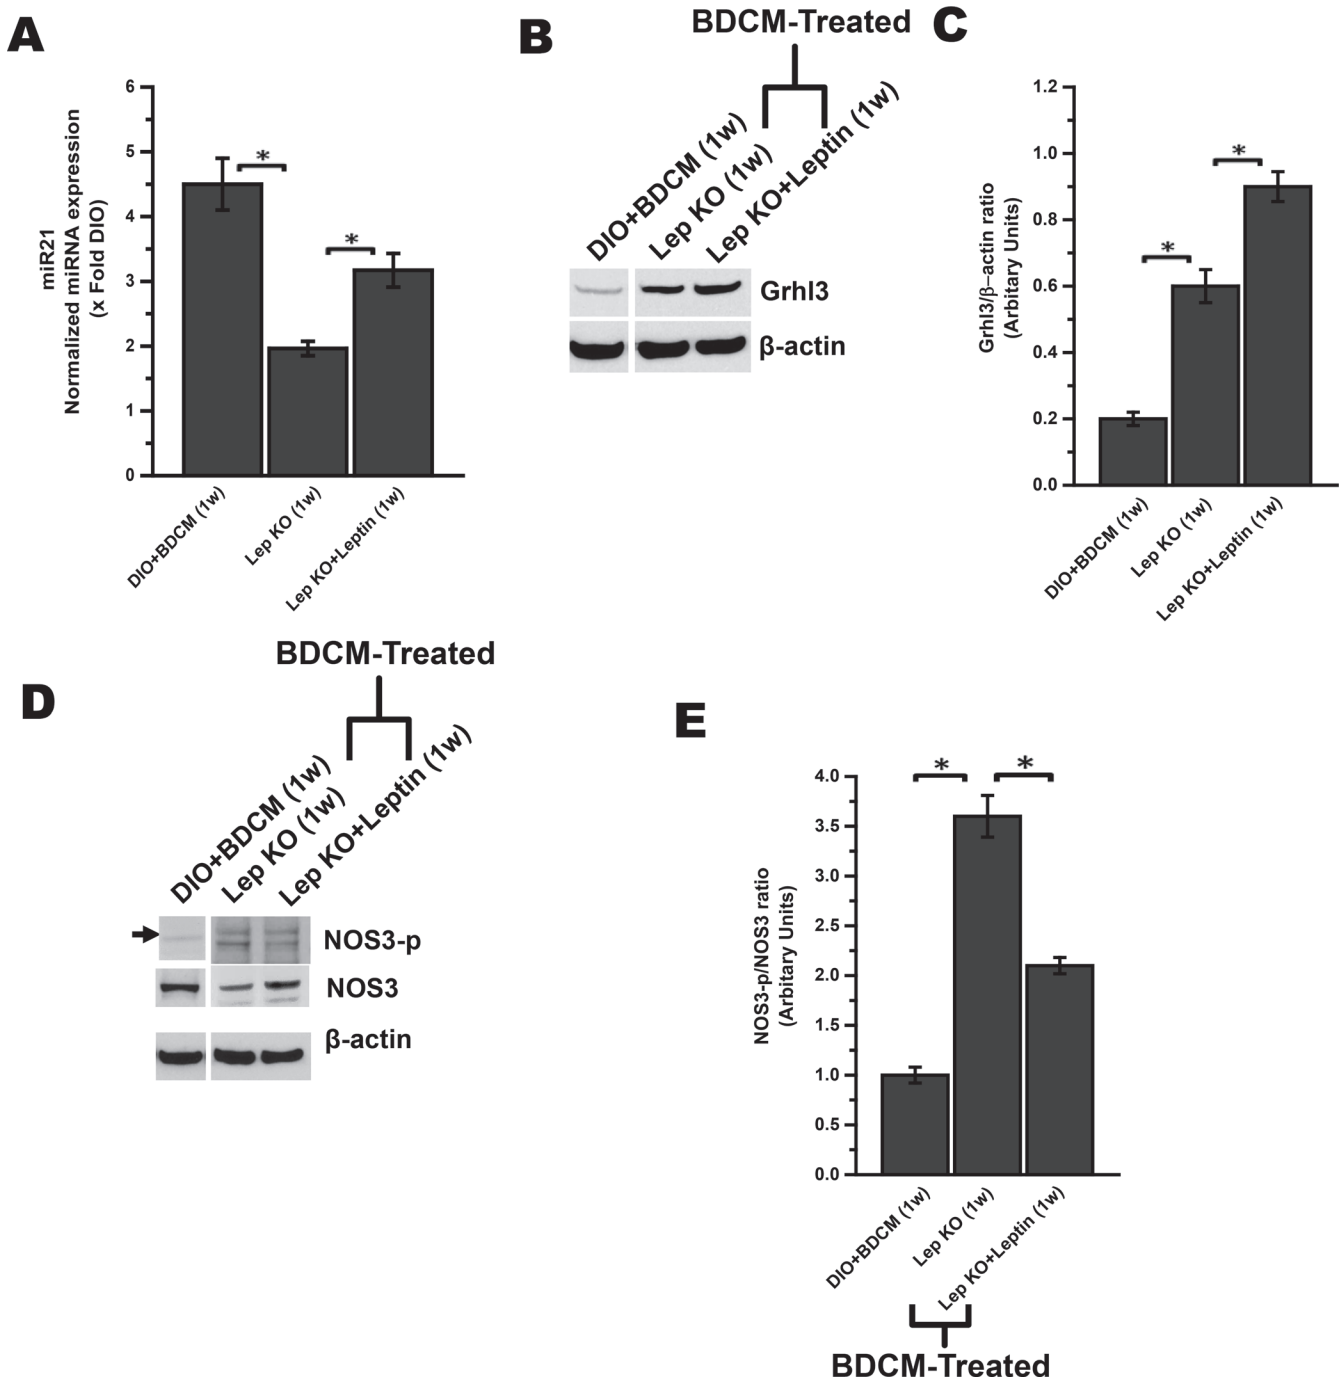 A
miR21
Normalized miRNA expression
(x Fold DIO)
6
5
4
3
2
1
0
*
*
DIO+BDCM (1w)
Lep KO (1w)
Lep KO+Leptin (1w)
B
BDCM-Treated
DIO+BDCM (1w)
Lep KO (1w)
Lep KO+Leptin (1w)
Grhl3
β-actin
C
Grhl3/β-actin ratio
(Arbitary Units)
1.2
1.0
0.8
0.6
0.4
0.2
0.0
*
*
DIO+BDCM (1w)
Lep KO (1w)
Lep KO+Leptin (1w)
D
BDCM-Treated
DIO+BDCM (1w)
Lep KO (1w)
Lep KO+Leptin (1w)
NOS3-p
NOS3
β-actin
E
NOS3-p/NOS3 ratio
(Arbitary Units)
4.0
3.5
3.0
2.5
2.0
1.5
1.0
0.5
0.0
*
*
DIO+BDCM (1w)
Lep KO (1w)
Lep KO+Leptin (1w)
BDCM-Treated